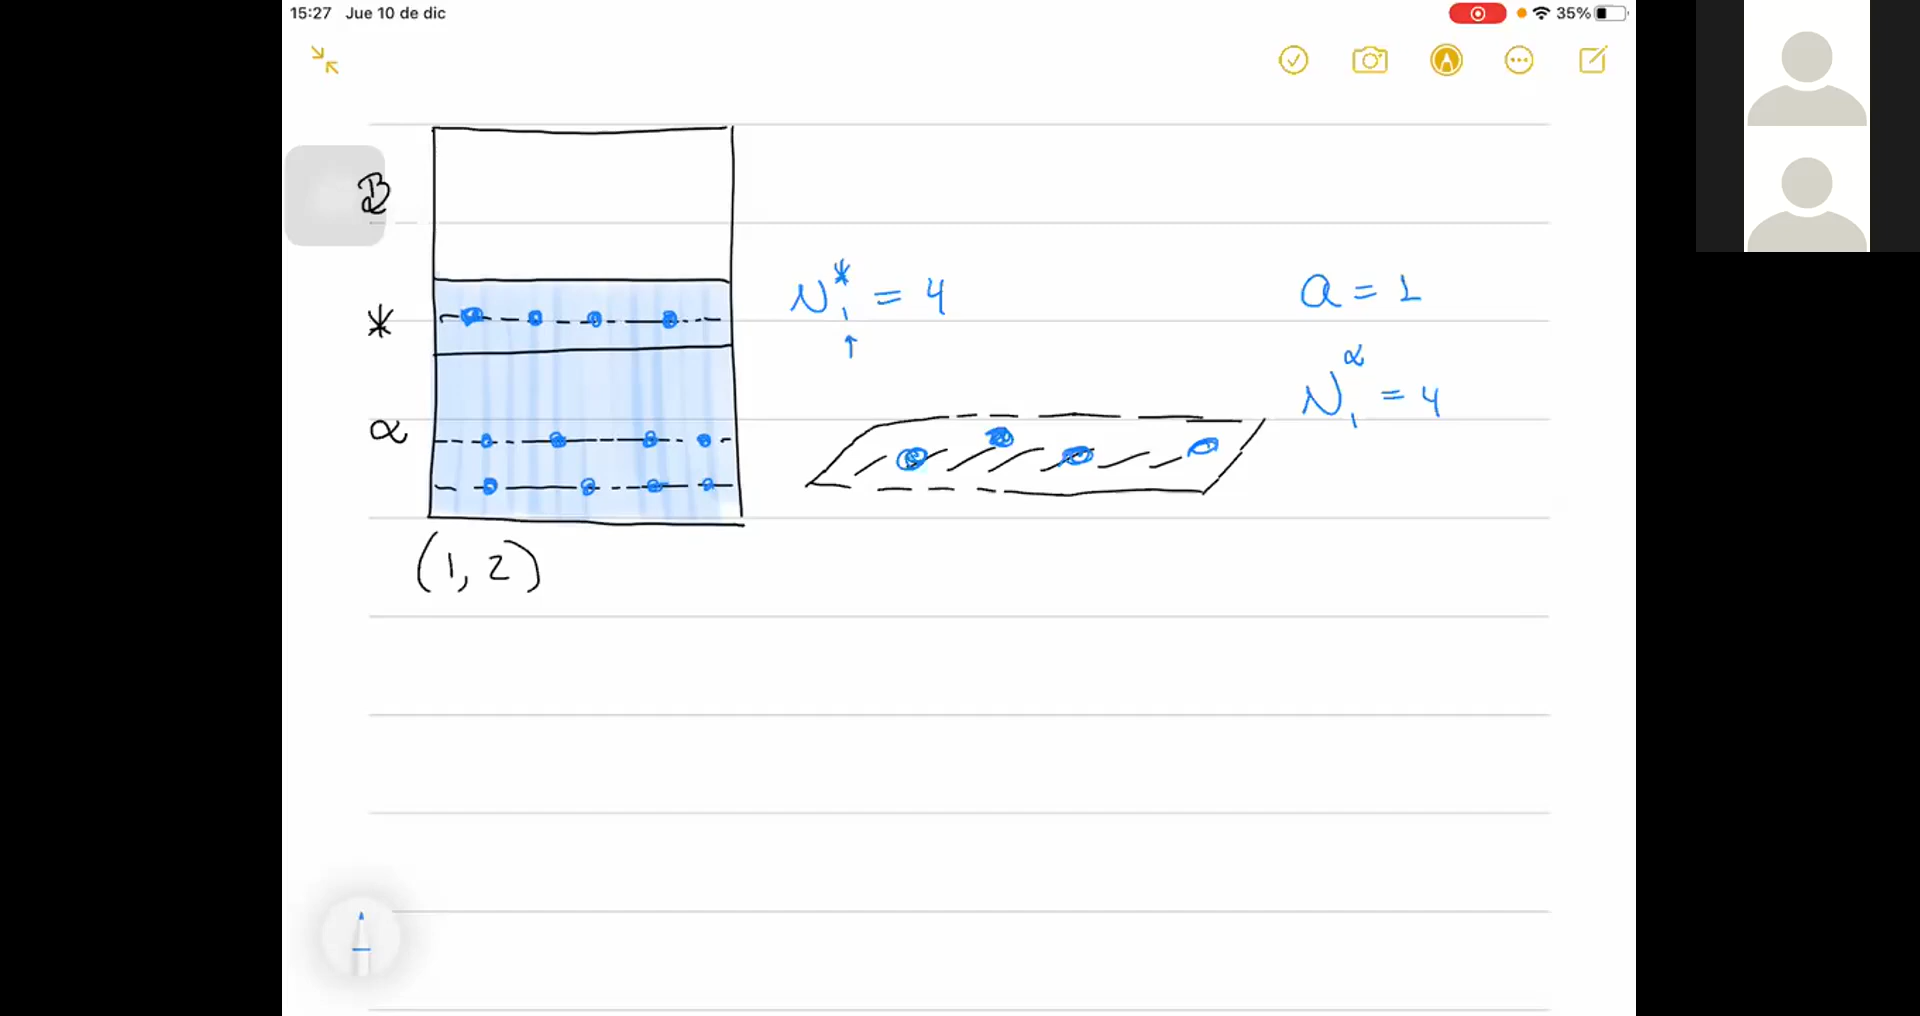 15:27 Jue 10 de dic
35%
β
*
N₁* = 4
a = 1
α
N₁^α = 4
(1, 2)